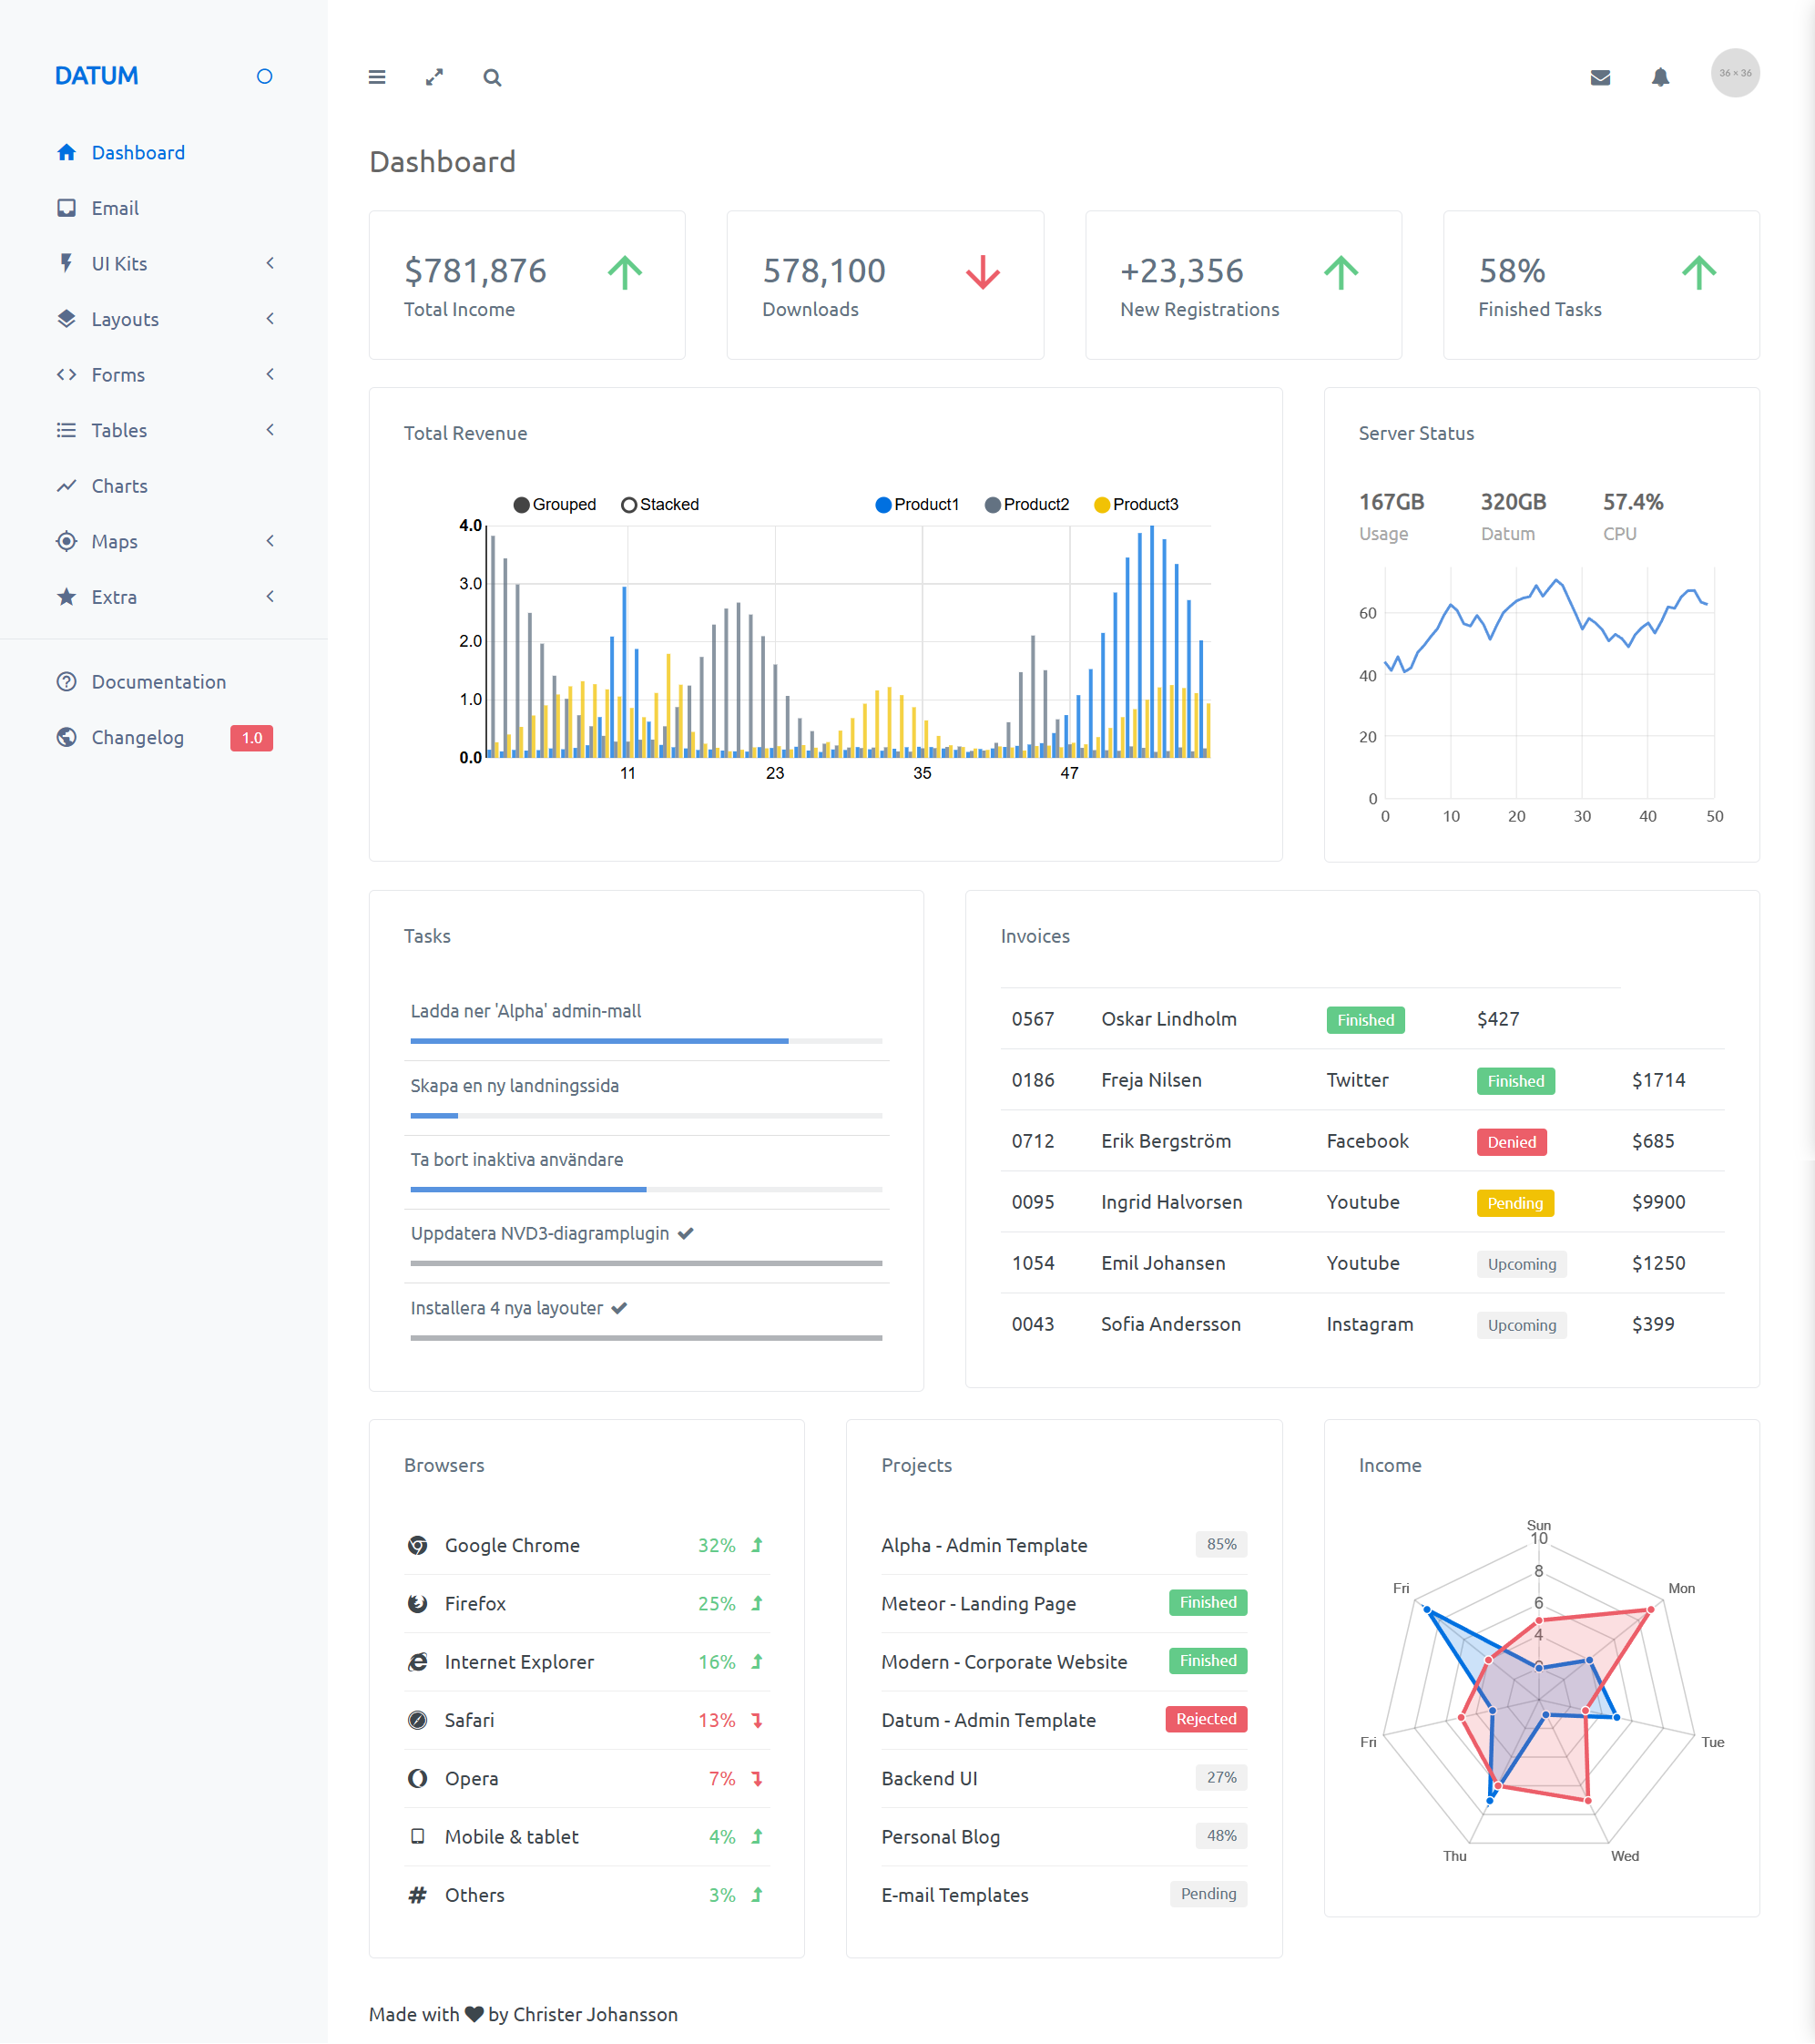 DATUM
36 × 36
Dashboard
Email
UI Kits
Layouts
Forms
Tables
Charts
Maps
Extra
Documentation
Changelog 1.0
Dashboard
$781,876
Total Income
578,100
Downloads
+23,356
New Registrations
58%
Finished Tasks
Total Revenue
Grouped Stacked Product1 Product2 Product3
4.0
3.0
2.0
1.0
0.0
11 23 35 47
Server Status
167GB 320GB 57.4%
Usage Datum CPU
60
40
20
0
0 10 20 30 40 50
Tasks
Ladda ner 'Alpha' admin-mall
Skapa en ny landningssida
Ta bort inaktiva användare
Uppdatera NVD3-diagramplugin
Installera 4 nya layouter
Invoices
0567 Oskar Lindholm Finished $427
0186 Freja Nilsen Twitter Finished $1714
0712 Erik Bergström Facebook Denied $685
0095 Ingrid Halvorsen Youtube Pending $9900
1054 Emil Johansen Youtube Upcoming $1250
0043 Sofia Andersson Instagram Upcoming $399
Browsers
Google Chrome 32%
Firefox 25%
Internet Explorer 16%
Safari 13%
Opera 7%
Mobile & tablet 4%
# Others 3%
Projects
Alpha - Admin Template 85%
Meteor - Landing Page Finished
Modern - Corporate Website Finished
Datum - Admin Template Rejected
Backend UI 27%
Personal Blog 48%
E-mail Templates Pending
Income
Sun
10
8
Fri Mon
6
4
Fri Tue
Thu Wed
Made with ♥ by Christer Johansson